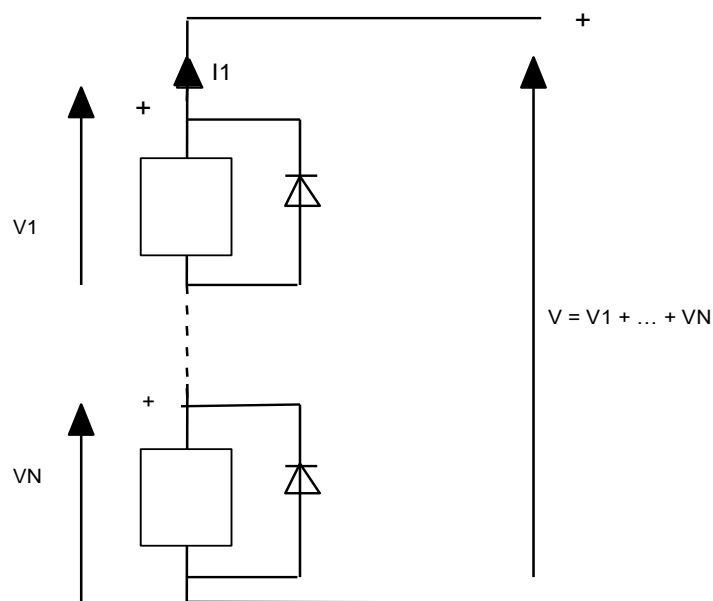 +
I1
+
V1
V = V1 + … + VN
+
VN